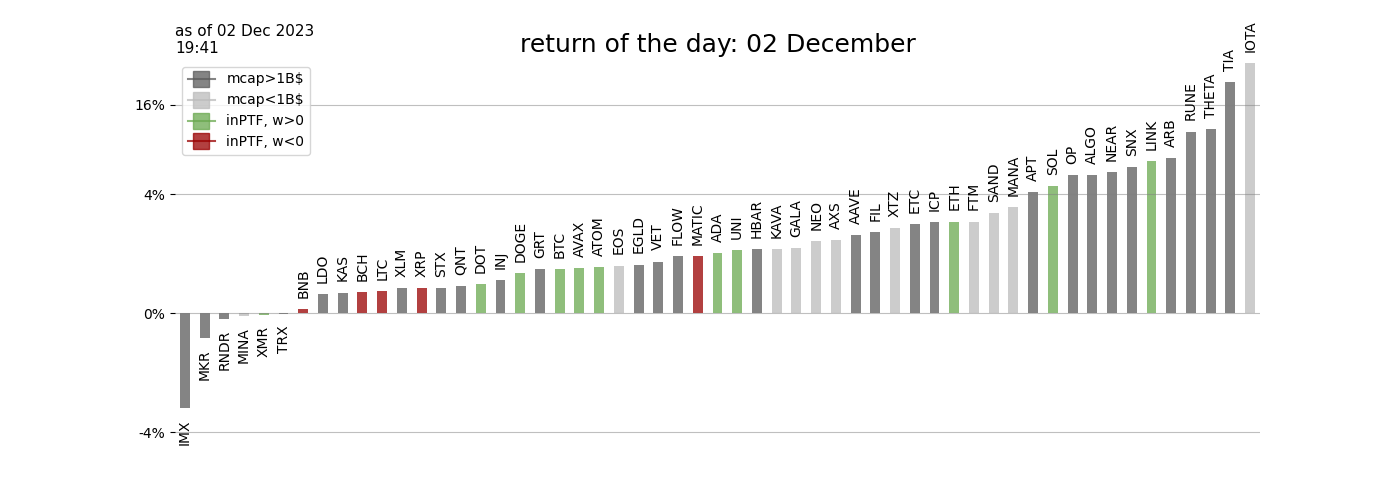 as of 02 Dec 2023
19:41
return of the day: 02 December
mcap>1B$
mcap<1B$
inPTF, w>0
inPTF, w<0
16%
4%
0%
-4%
IMX
MKR
RNDR
MINA
XMR
TRX
BNB
LDO
KAS
BCH
LTC
XLM
XRP
STX
QNT
DOT
INJ
DOGE
GRT
BTC
AVAX
ATOM
EOS
EGLD
VET
FLOW
MATIC
ADA
UNI
HBAR
KAVA
GALA
NEO
AXS
AAVE
FIL
XTZ
ETC
ICP
ETH
FTM
SAND
MANA
APT
SOL
OP
ALGO
NEAR
SNX
LINK
ARB
RUNE
THETA
TIA
IOTA